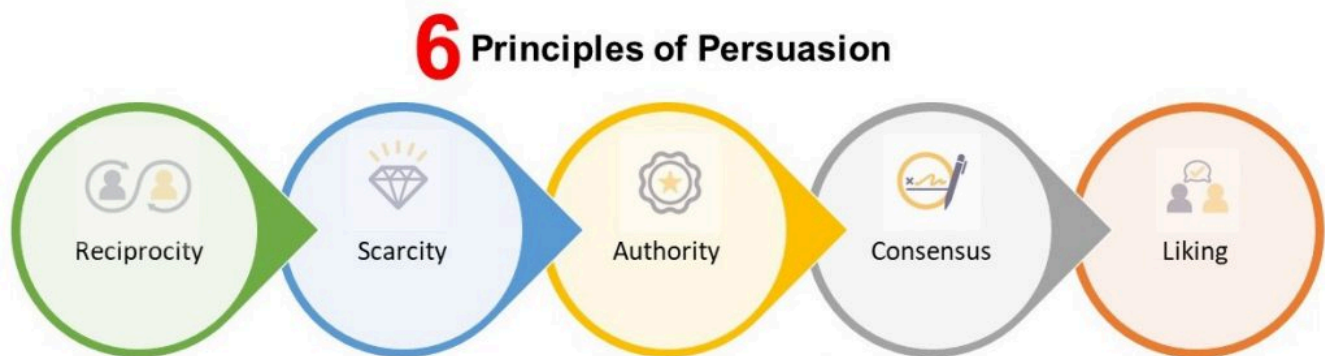 6 Principles of Persuasion
Reciprocity
Scarcity
Authority
Consensus
Liking